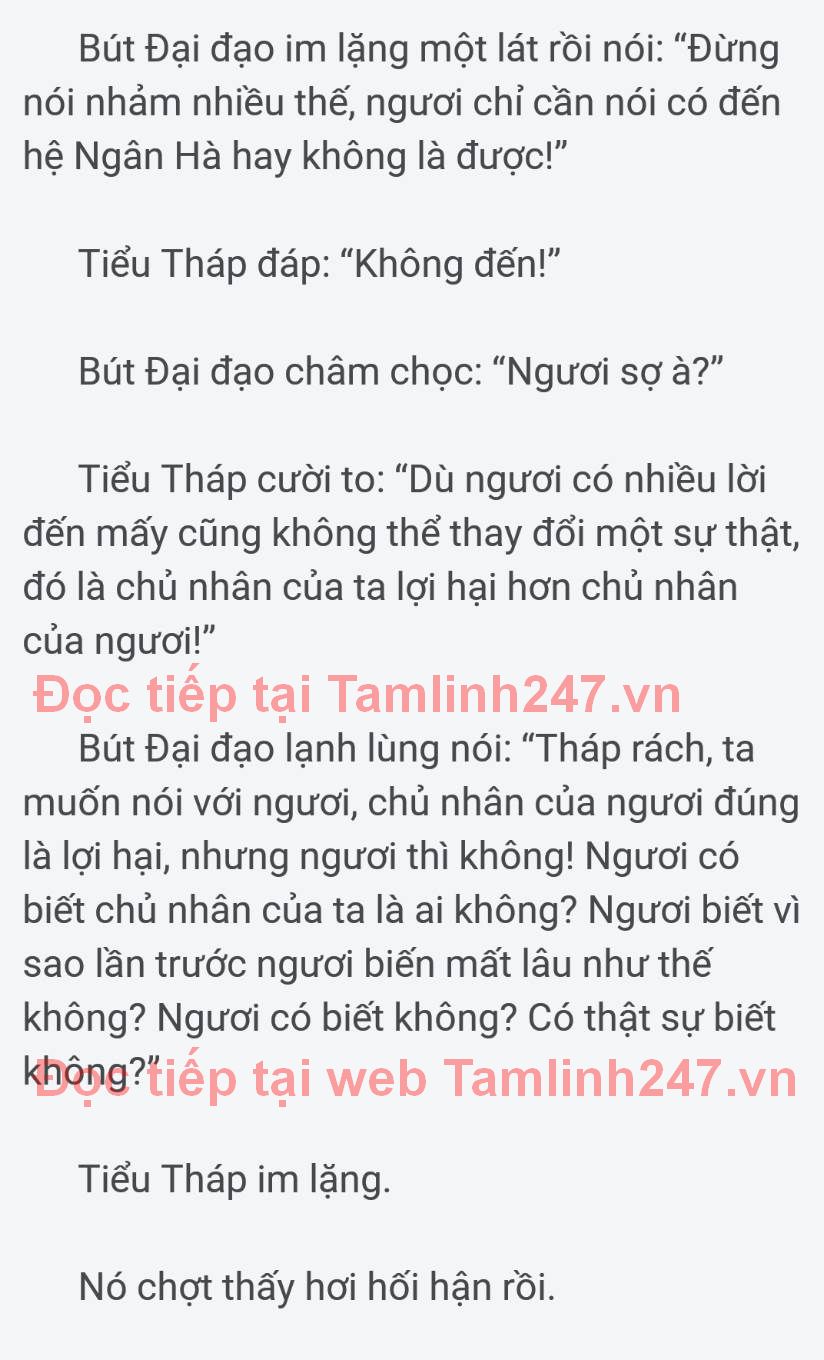 Bút Đại đạo im lặng một lát rồi nói: “Đừng
nói nhảm nhiều thế, ngươi chỉ cần nói có đến
hệ Ngân Hà hay không là được!”
Tiểu Tháp đáp: “Không đến!”
Bút Đại đạo châm chọc: “Ngươi sợ à?”
Tiểu Tháp cười to: “Dù ngươi có nhiều lời
đến mấy cũng không thể thay đổi một sự thật,
đó là chủ nhân của ta lợi hại hơn chủ nhân
của ngươi!”
Đọc tiếp tại Tamlinh247.vn
Bút Đại đạo lạnh lùng nói: “Tháp rách, ta
muốn nói với ngươi, chủ nhân của ngươi đúng
là lợi hại, nhưng ngươi thì không! Ngươi có
biết chủ nhân của ta là ai không? Ngươi biết vì
sao lần trước ngươi biến mất lâu như thế
không? Ngươi có biết không? Có thật sự biết
không?”
Đọc tiếp tại web Tamlinh247.vn
Tiểu Tháp im lặng.
Nó chợt thấy hơi hối hận rồi.